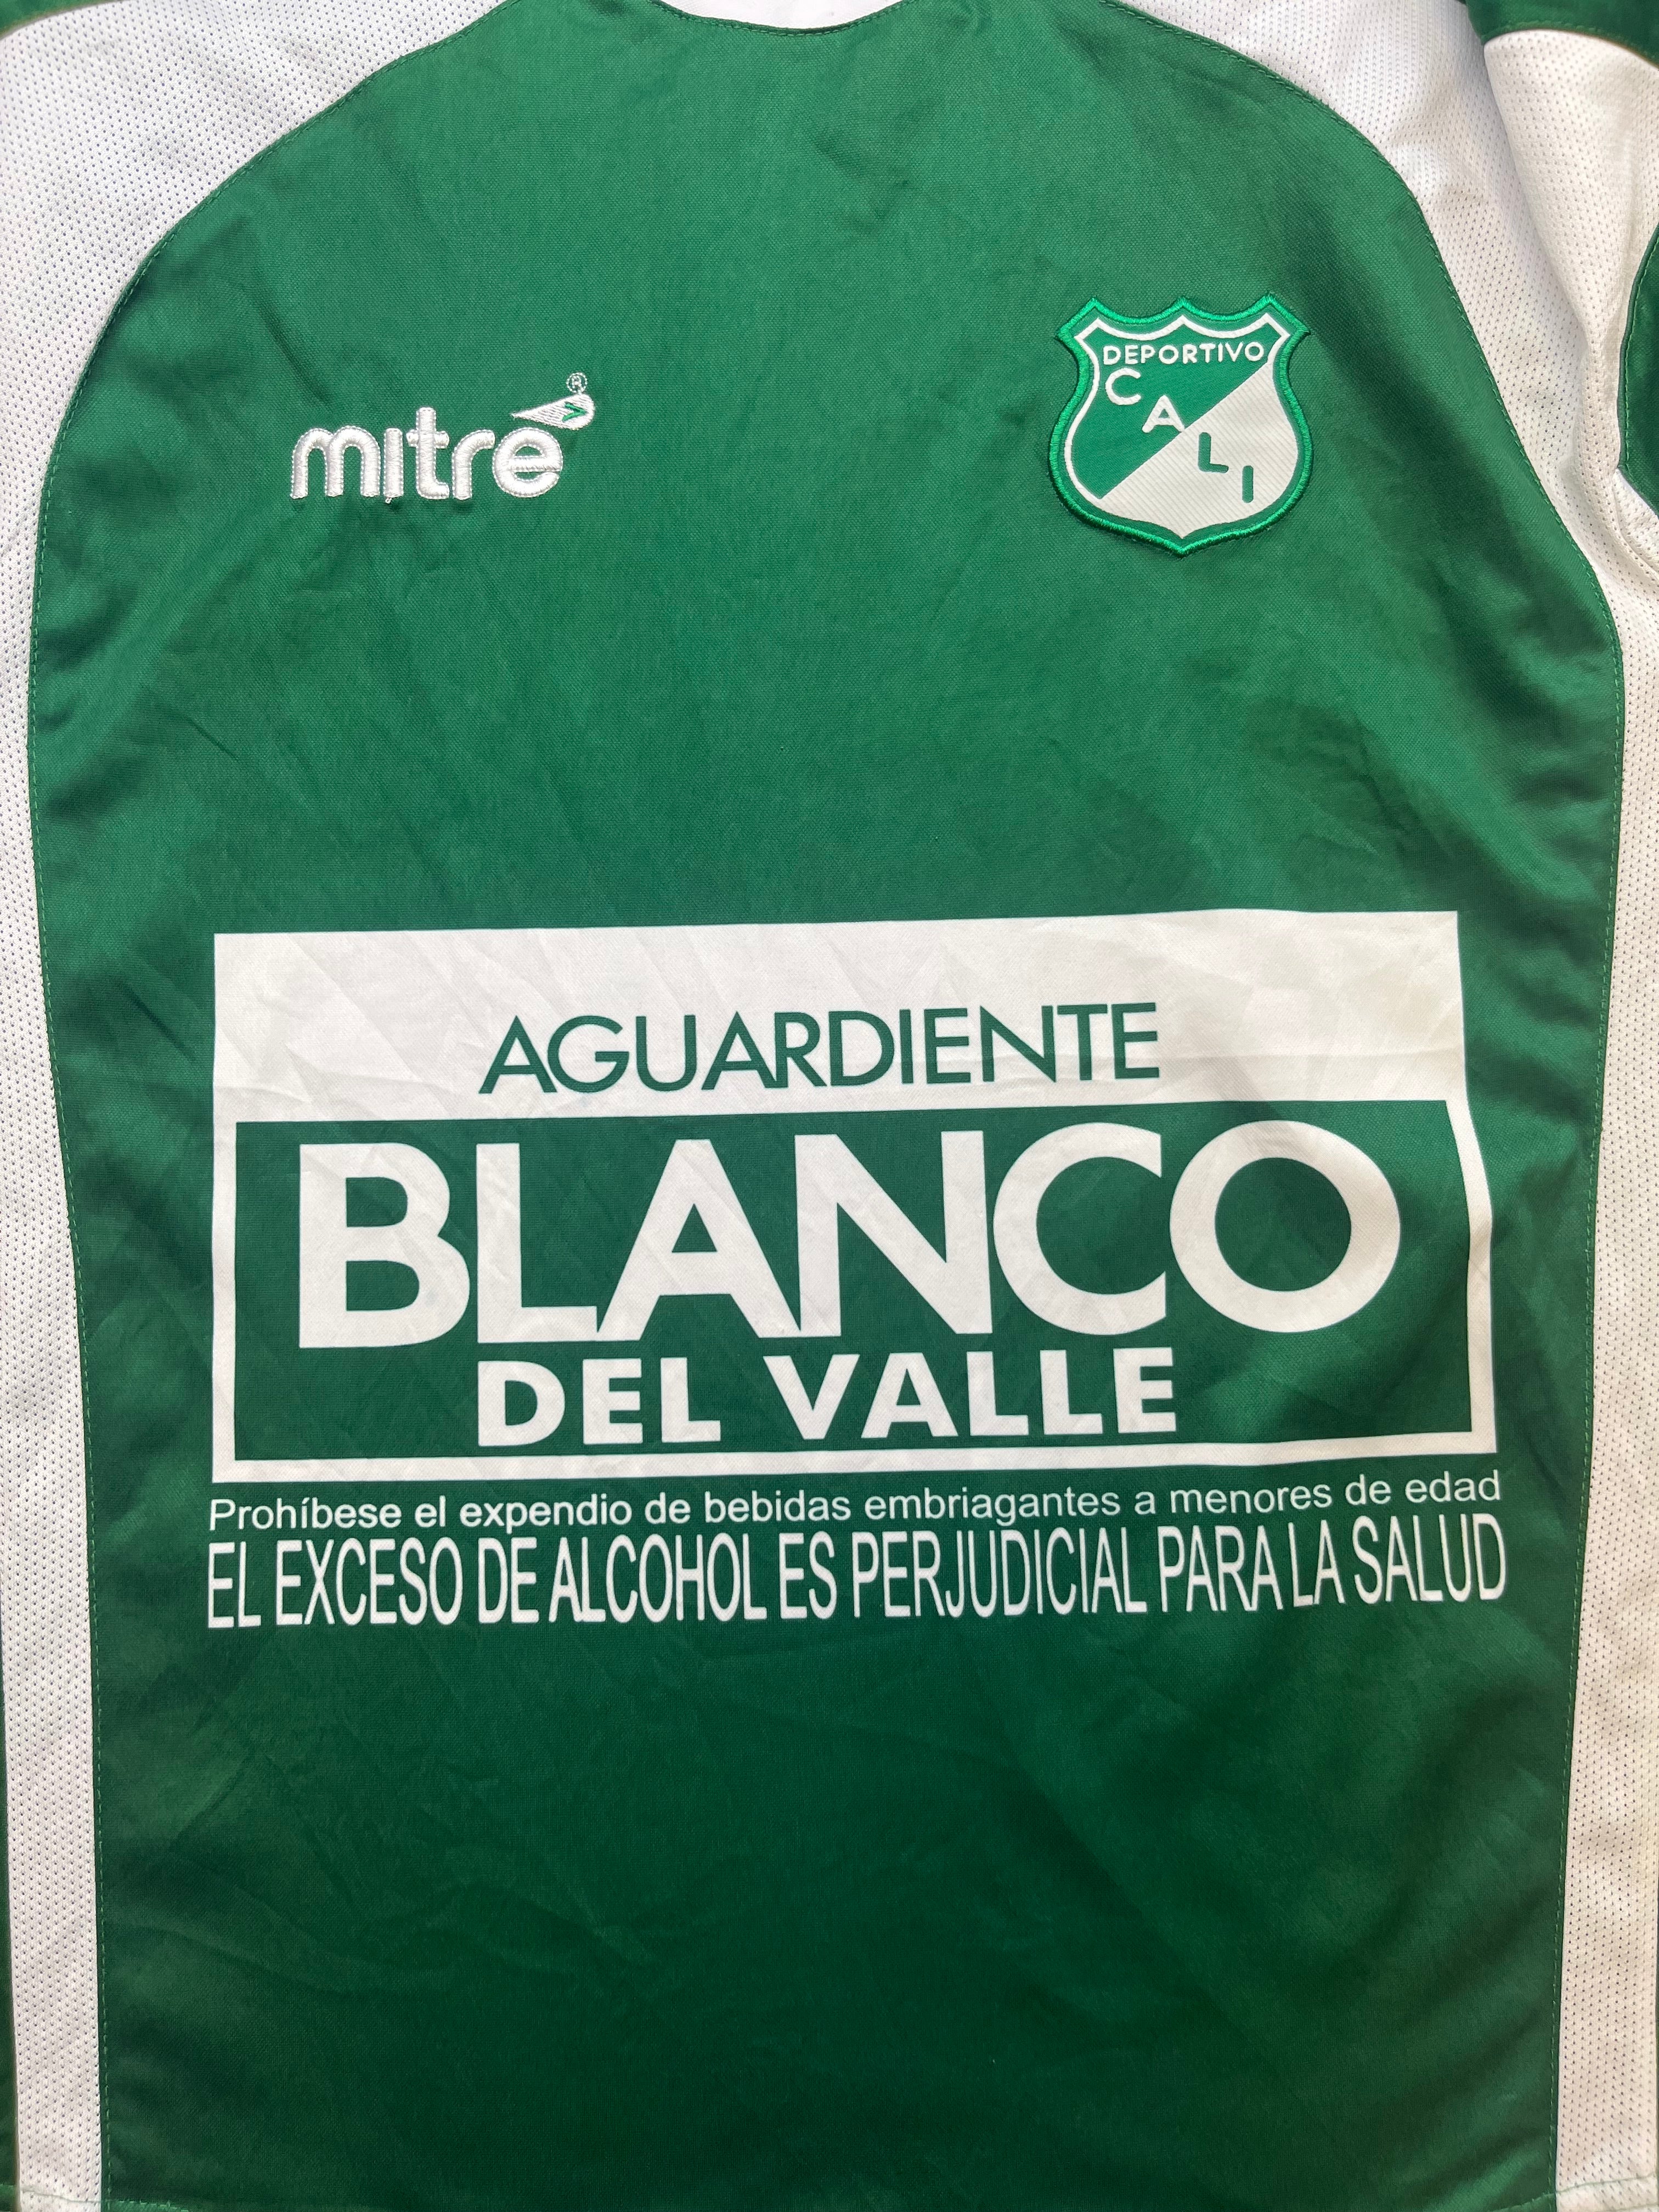 mitre®
DEPORTIVO
CALI
AGUARDIENTE
BLANCO
DEL VALLE
Prohíbese el expendio de bebidas embriagantes a menores de edad
EL EXCESO DE ALCOHOL ES PERJUDICIAL PARA LA SALUD